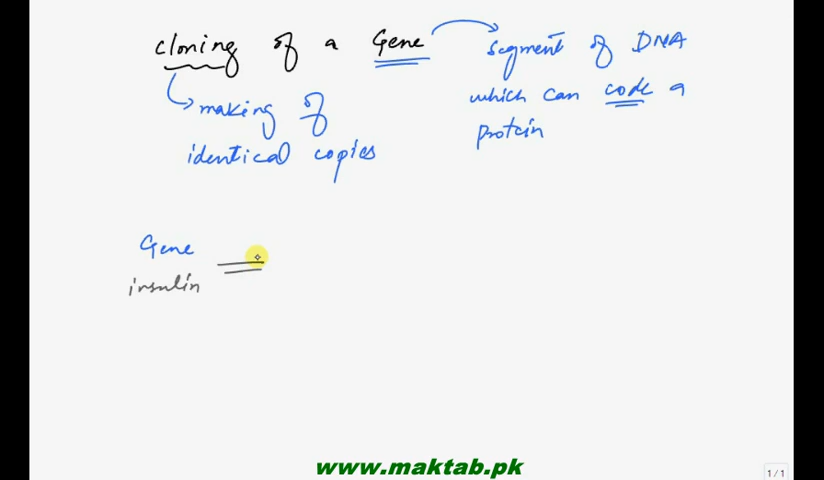 cloning of a Gene
segment of DNA
which can code a
protein
making of
identical copies
Gene
insulin
www.maktab.pk
1/1